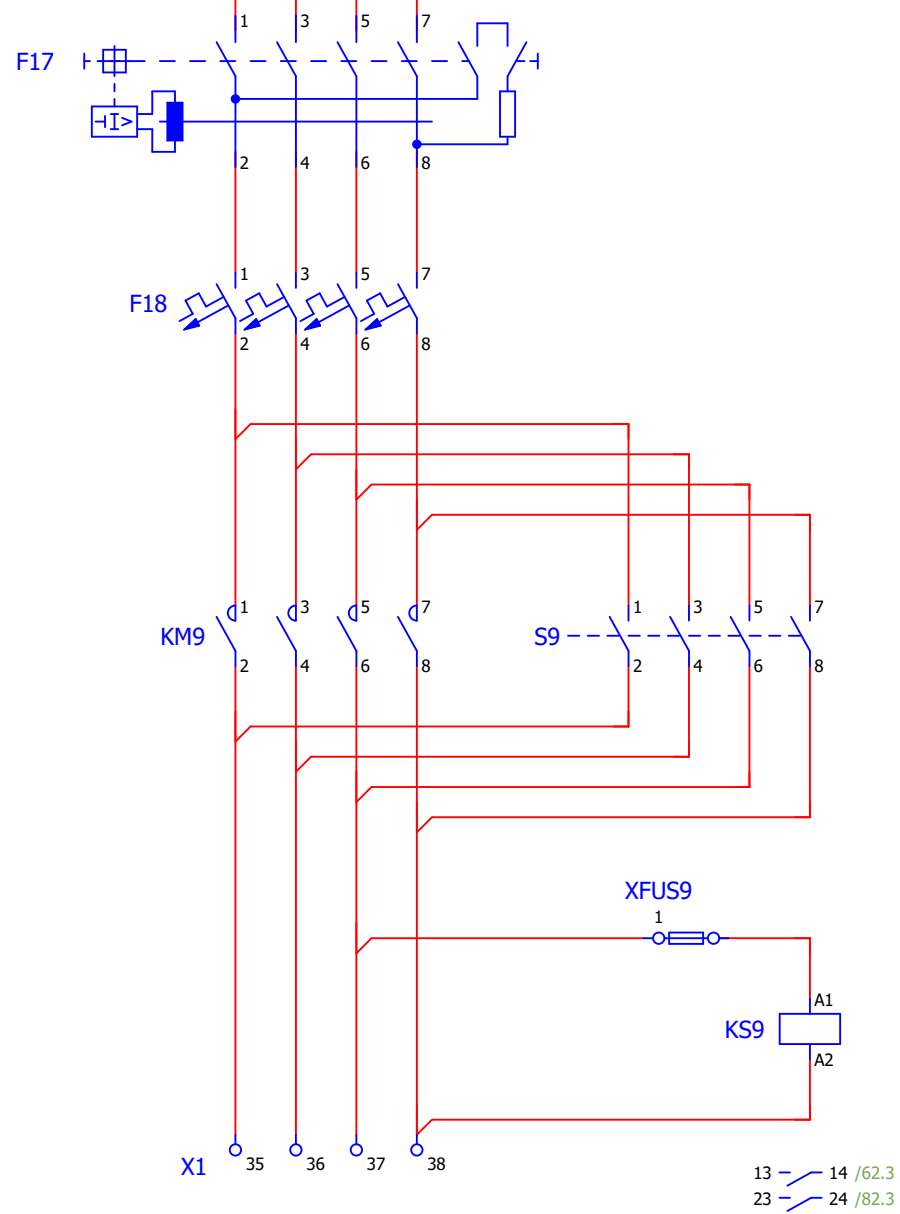 1 3 5 7
F17
I>
2 4 6 8
1 3 5 7
F18
2 4 6 8
1 3 5 7 1 3 5 7
KM9 S9
2 4 6 8 2 4 6 8
XFUS9
1
A1
KS9
A2
X1 35 36 37 38
13 14 /62.3
23 24 /82.3